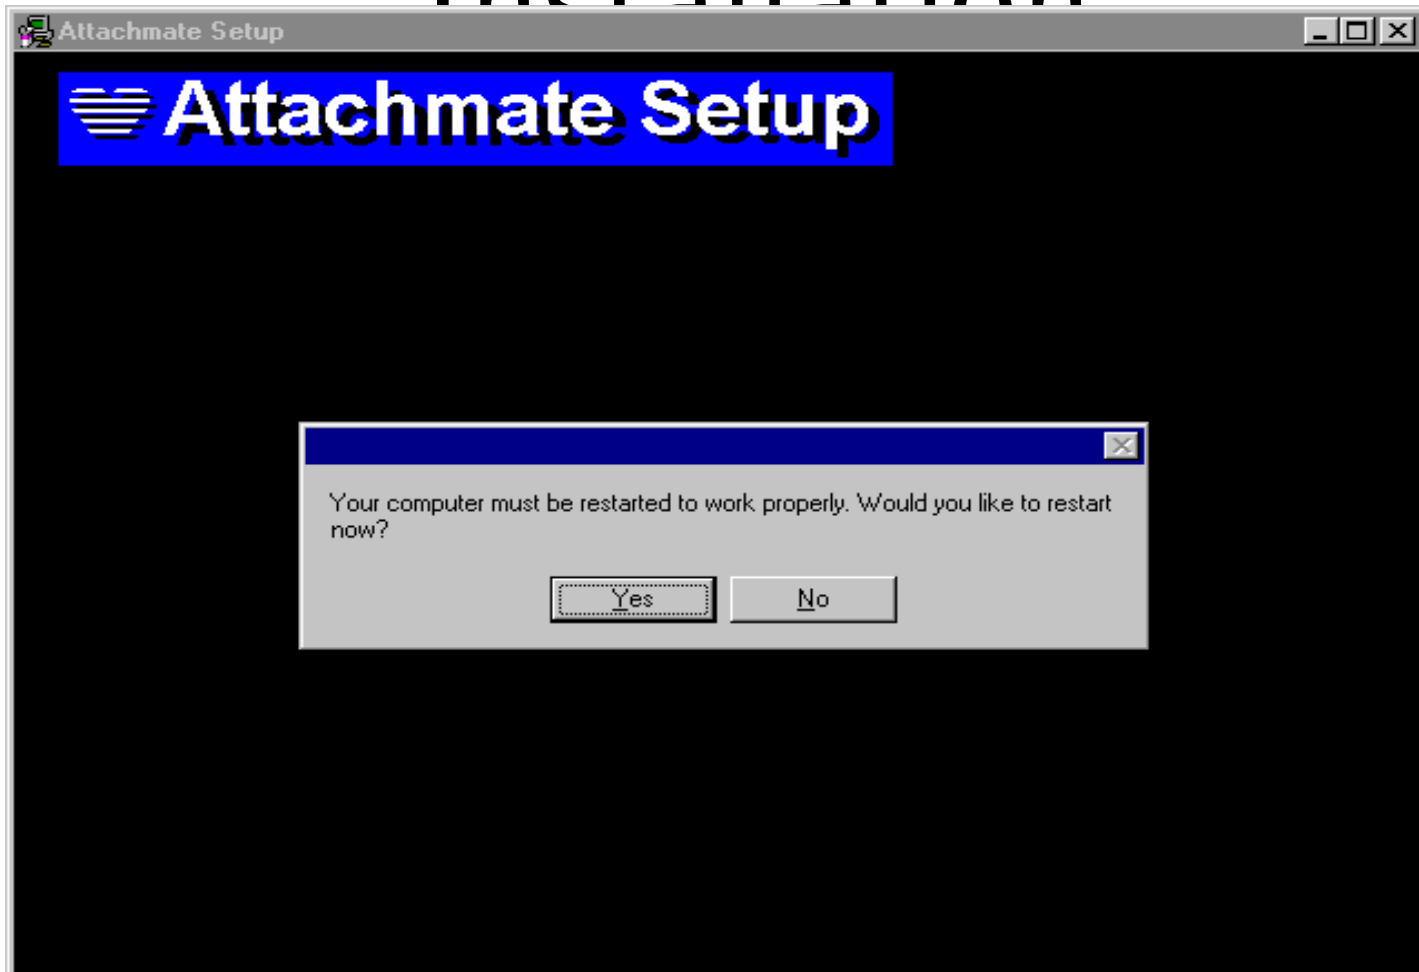 Installation
Attachmate Setup
Attachmate Setup
Your computer must be restarted to work properly. Would you like to restart
now?
Yes
No